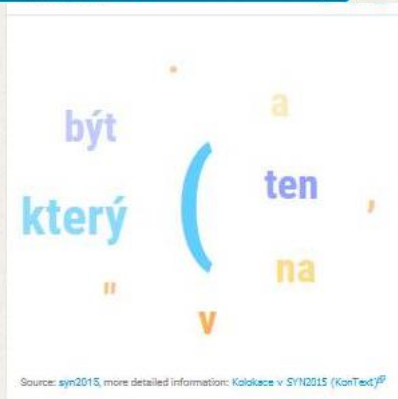 .
a
být
(
ten
který
,
na
"
v
Source: syn2015, more detailed information: Kolokace v SYN2015 (KonText)